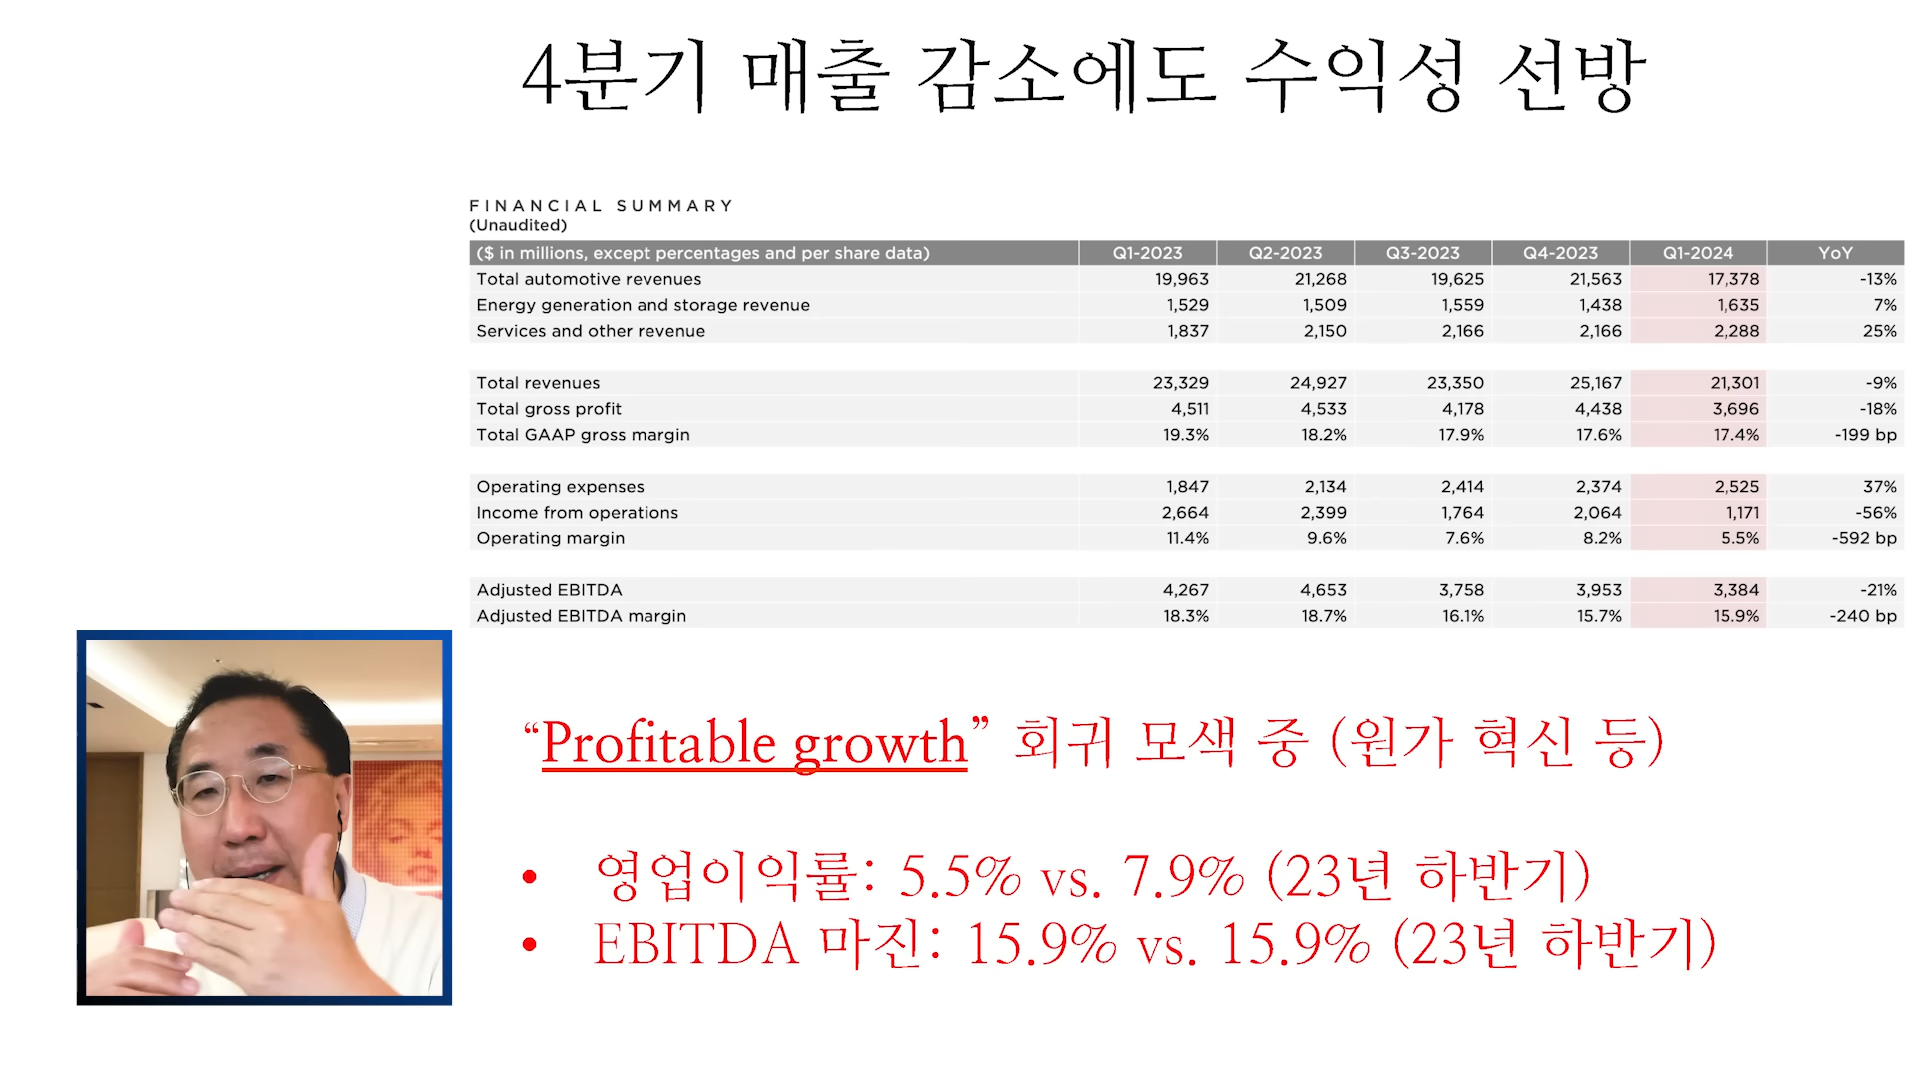 4분기 매출 감소에도 수익성 선방
FINANCIAL SUMMARY
(Unaudited)
($ in millions, except percentages and per share data) Q1-2023 Q2-2023 Q3-2023 Q4-2023 Q1-2024 YoY
Total automotive revenues 19,963 21,268 19,625 21,563 17,378 -13%
Energy generation and storage revenue 1,529 1,509 1,559 1,438 1,635 7%
Services and other revenue 1,837 2,150 2,166 2,166 2,288 25%
Total revenues 23,329 24,927 23,350 25,167 21,301 -9%
Total gross profit 4,511 4,533 4,178 4,438 3,696 -18%
Total GAAP gross margin 19.3% 18.2% 17.9% 17.6% 17.4% -199 bp
Operating expenses 1,847 2,134 2,414 2,374 2,525 37%
Income from operations 2,664 2,399 1,764 2,064 1,171 -56%
Operating margin 11.4% 9.6% 7.6% 8.2% 5.5% -592 bp
Adjusted EBITDA 4,267 4,653 3,758 3,953 3,384 -21%
Adjusted EBITDA margin 18.3% 18.7% 16.1% 15.7% 15.9% -240 bp
“Profitable growth” 회귀 모색 중 (원가 혁신 등)
• 영업이익률: 5.5% vs. 7.9% (23년 하반기)
• EBITDA 마진: 15.9% vs. 15.9% (23년 하반기)